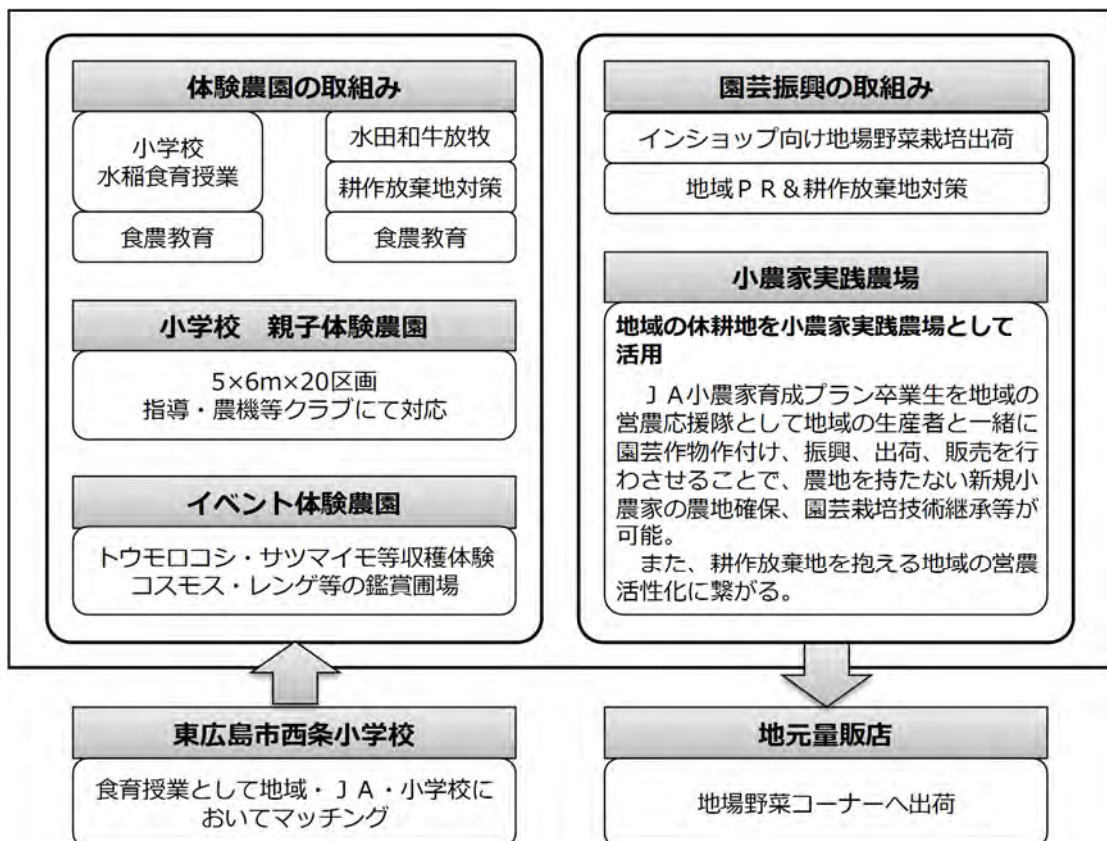 体験農園の取組み
小学校
水稲食育授業
食農教育
水田和牛放牧
耕作放棄地対策
食農教育
小学校　親子体験農園
5×6m×20区画
指導・農機等クラブにて対応
イベント体験農園
トウモロコシ・サツマイモ等収穫体験
コスモス・レンゲ等の鑑賞圃場
園芸振興の取組み
インショップ向け地場野菜栽培出荷
地域ＰＲ＆耕作放棄地対策
小農家実践農場
地域の休耕地を小農家実践農場として
活用
　ＪＡ小農家育成プラン卒業生を地域の
営農応援隊として地域の生産者と一緒に
園芸作物作付け、振興、出荷、販売を行
わさせることで、農地を持たない新規小
農家の農地確保、園芸栽培技術継承等が
可能。
　また、耕作放棄地を抱える地域の営農
活性化に繋がる。
東広島市西条小学校
食育授業として地域・ＪＡ・小学校に
おいてマッチング
地元量販店
地場野菜コーナーへ出荷